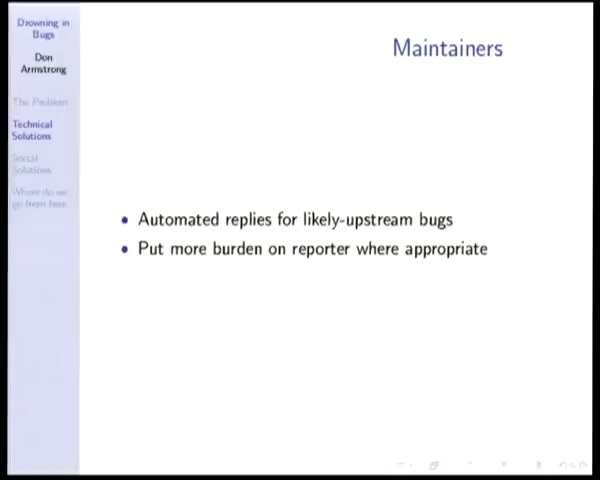 Drowning in
Bugs
Don
Armstrong
The Problem
Technical
Solutions
Social
Solutions
Where do we
go from here
Maintainers
• Automated replies for likely-upstream bugs
• Put more burden on reporter where appropriate